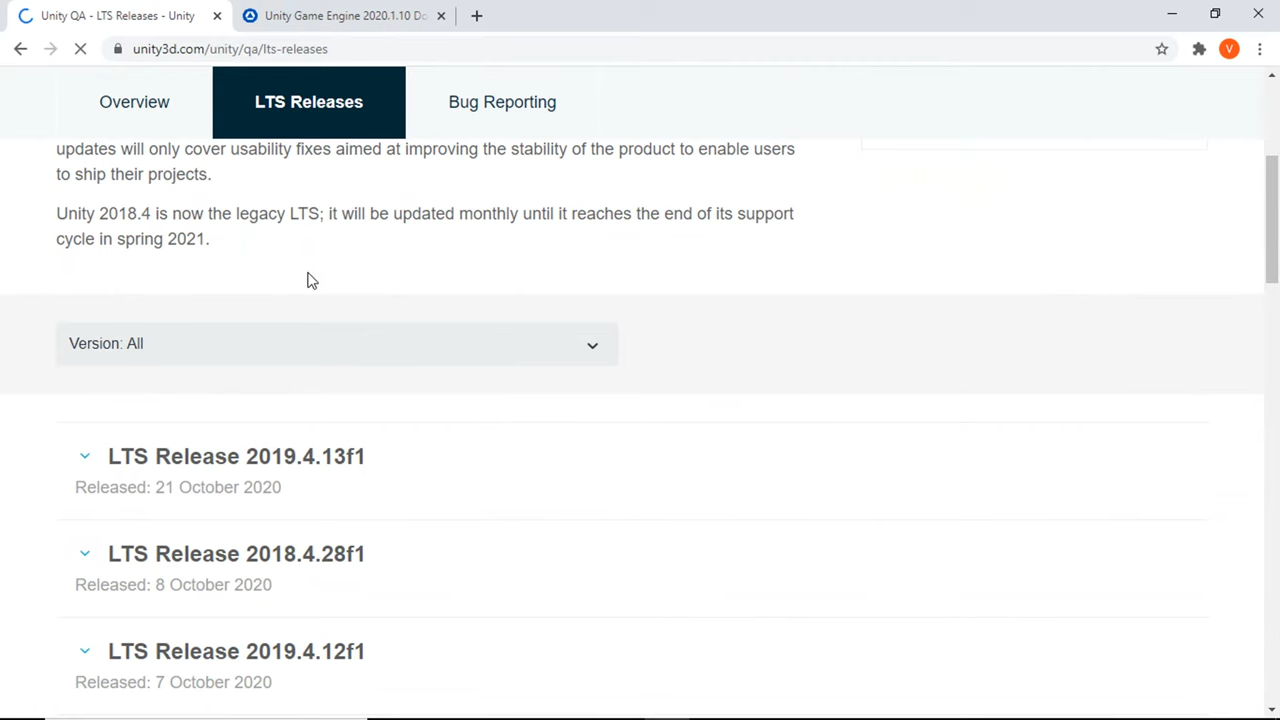 Unity QA - LTS Releases - Unity
Unity Game Engine 2020.1.10 Do
unity3d.com/unity/qa/lts-releases
V
Overview
LTS Releases
Bug Reporting
updates will only cover usability fixes aimed at improving the stability of the product to enable users
to ship their projects.
Unity 2018.4 is now the legacy LTS; it will be updated monthly until it reaches the end of its support
cycle in spring 2021.
Version: All
LTS Release 2019.4.13f1
Released: 21 October 2020
LTS Release 2018.4.28f1
Released: 8 October 2020
LTS Release 2019.4.12f1
Released: 7 October 2020